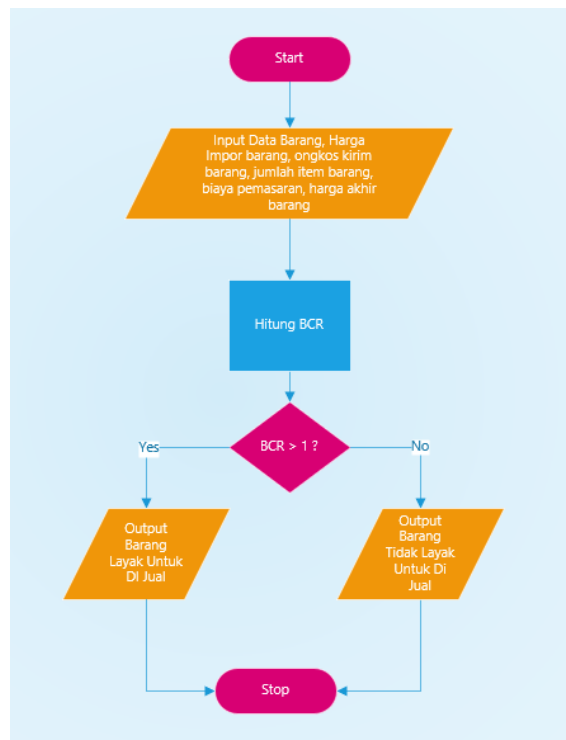 Start
Input Data Barang, Harga
Impor barang, ongkos kirim
barang, jumlah item barang,
biaya pemasaran, harga akhir
barang
Hitung BCR
BCR > 1 ?
Yes
No
Output
Barang
Layak Untuk
DI Jual
Output
Barang
Tidak Layak
Untuk Di
Jual
Stop